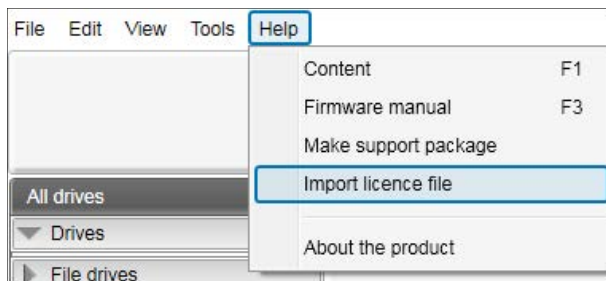 File Edit View Tools Help
Content F1
Firmware manual F3
Make support package
Import licence file
All drives
Drives
About the product
File drives